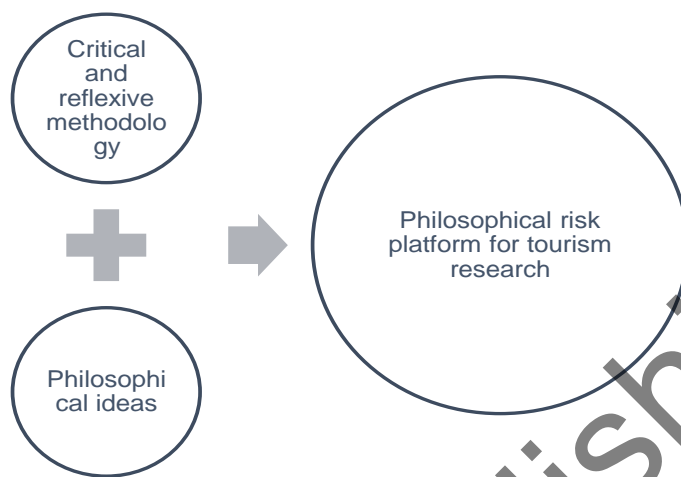 Critical
and
reflexive
methodolo
gy
Philosophi
cal ideas
Philosophical risk
platform for tourism
research